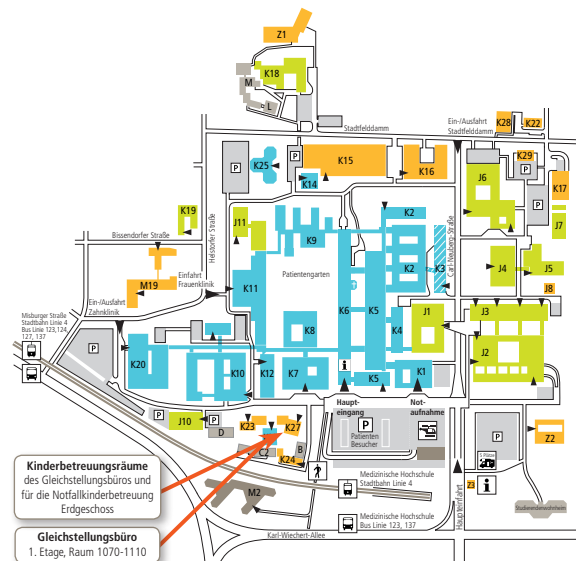 Z1
K18
M
L
K28
K22
Ein-/Ausfahrt
Stadtfelddamm
Stadtfelddamm
P
K25
P
K14
K15
K16
K29
P
J6
K17
K19
J11
K2
J7
Helstorfer Straße
Bissendorfer Straße
K9
Carl-Neuberg-Straße
K2
K3
J4
J5
Patientengarten
M19
Einfahrt
Frauenklinik
K11
K6
K5
J8
Ein-/Ausfahrt
Zahnklinik
Misburger Straße
Stadtbahn Linie 4
Bus Linie 123,124,
127, 137
K8
K4
J1
J3
J2
P
K20
K10
K12
K7
i
K5
K1
Haupt-
eingang
Not-
aufnahme
J10
P
D
K23
K27
P
Patienten
Besucher
P
Z2
C2
B
K24
5 Plätze
Kinderbetreuungsräume
des Gleichstellungsbüros und
für die Notfallkinderbetreuung
Erdgeschoss
Medizinische Hochschule
Stadtbahn Linie 4
Z3
i
M2
Haupteinfahrt
Studierendenwohnheim
Gleichstellungsbüro
1. Etage, Raum 1070-1110
Medizinische Hochschule
Bus Linie 123, 137
Karl-Wiechert-Allee